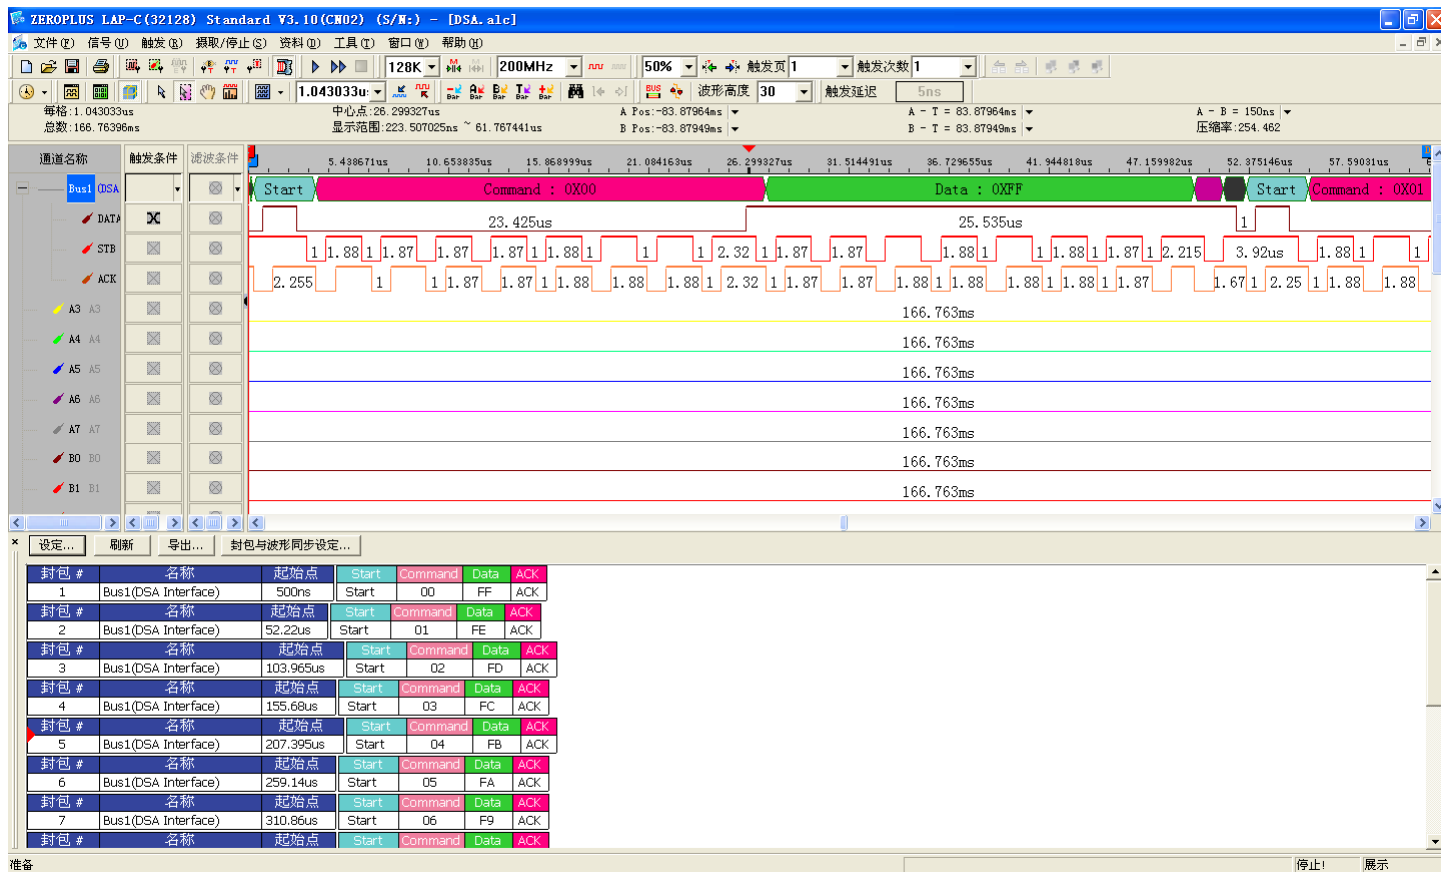 ZEROPLUS LAP-C(32128) Standard V3.10(CN02) (S/N:) - [DSA.alc]
文件(F) 信号(U) 触发(R) 摄取/停止(S) 资料(D) 工具(T) 窗口(W) 帮助(H)
128K 200MHz 50% 触发页 1 触发次数 1
1.043033u: Bar Bar Bar Bar Bar BUS 波形高度 30 触发延迟 5ns
每格:1.043033us 中心点:26.299327us A Pos:-83.87964ms A - T = 83.87964ms A - B = 150ns
总数:166.76396ms 显示范围:223.507025ns ~ 61.767441us B Pos:-83.87949ms B - T = 83.87949ms 压缩率:254.462
通道名称 触发条件 滤波条件 5.438671us 10.653835us 15.868999us 21.084163us 26.299327us 31.514491us 36.729655us 41.944818us 47.159982us 52.375146us 57.59031us
Bus1 (DSA Start Command : 0X00 Data : 0XFF Start Command : 0X01
DATA 23.425us 25.535us 1
STB 1 1.88 1 1.87 1.87 1.87 1 1.88 1 1 1 2.32 1 1.87 1.87 1.88 1 1 1.88 1 1.87 1 2.215 3.92us 1.88 1 1
ACK 2.255 1 1 1.87 1.87 1 1.88 1.88 1.88 1 2.32 1 1.87 1.87 1.88 1 1.88 1.88 1 1.88 1 1.87 1.67 1 2.25 1 1.88 1.88
A3 A3 166.763ms
A4 A4 166.763ms
A5 A5 166.763ms
A6 A6 166.763ms
A7 A7 166.763ms
B0 B0 166.763ms
B1 B1 166.763ms
设定... 刷新 导出... 封包与波形同步设定...
封包 # 名称 起始点 Start Command Data ACK
1 Bus1(DSA Interface) 500ns Start 00 FF ACK
封包 # 名称 起始点 Start Command Data ACK
2 Bus1(DSA Interface) 52.22us Start 01 FE ACK
封包 # 名称 起始点 Start Command Data ACK
3 Bus1(DSA Interface) 103.965us Start 02 FD ACK
封包 # 名称 起始点 Start Command Data ACK
4 Bus1(DSA Interface) 155.68us Start 03 FC ACK
封包 # 名称 起始点 Start Command Data ACK
5 Bus1(DSA Interface) 207.395us Start 04 FB ACK
封包 # 名称 起始点 Start Command Data ACK
6 Bus1(DSA Interface) 259.14us Start 05 FA ACK
封包 # 名称 起始点 Start Command Data ACK
7 Bus1(DSA Interface) 310.86us Start 06 F9 ACK
封包 # 名称 起始点 Start Command Data ACK
准备 停止! 展示